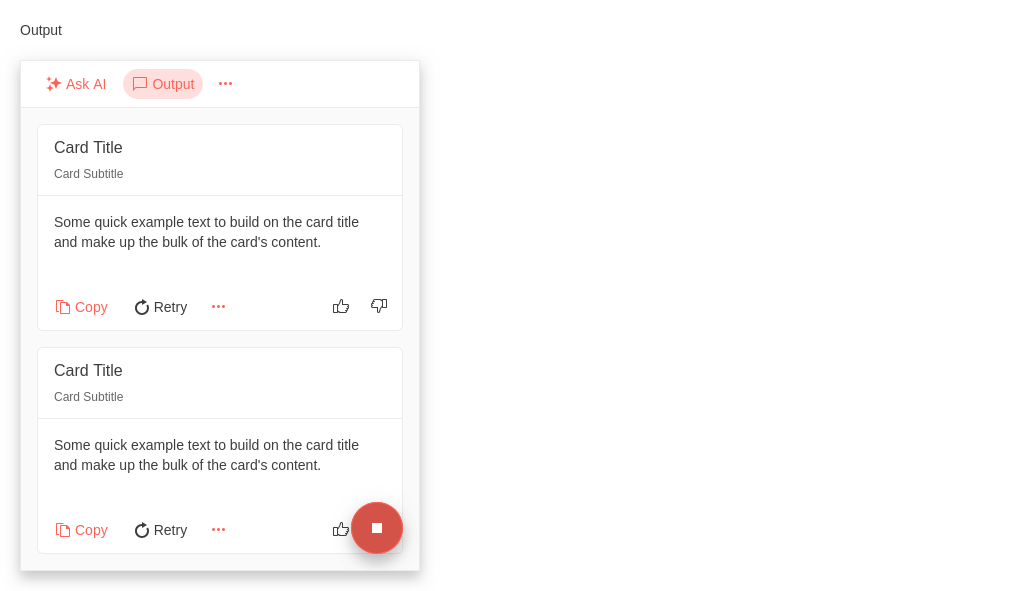 Output
Ask AI Output
Card Title
Card Subtitle
Some quick example text to build on the card title
and make up the bulk of the card's content.
Copy Retry
Card Title
Card Subtitle
Some quick example text to build on the card title
and make up the bulk of the card's content.
Copy Retry